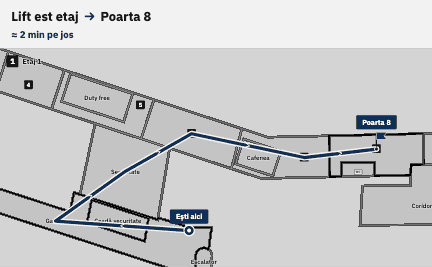 Lift est etaj → Poarta 8
≈ 2 min pe jos
1 Etaj 1
4
Duty free
5
Poarta 8
Cafenea
Ești aici
Coridor
Escalator